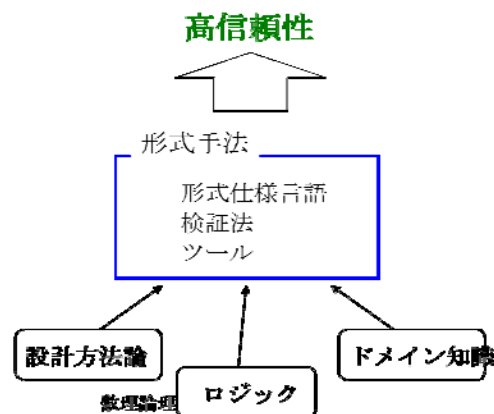 高信頼性
形式手法
形式仕様言語
検証法
ツール
設計方法論
ドメイン知識
数理論理
ロジック